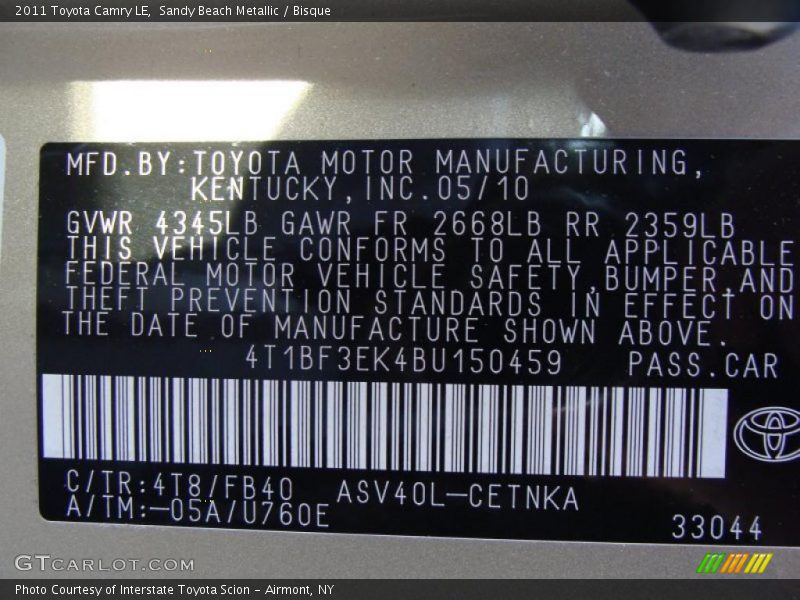 2011 Toyota Camry LE, Sandy Beach Metallic / Bisque
MFD.BY:TOYOTA MOTOR MANUFACTURING,
KENTUCKY,INC.05/10
GVWR 4345LB GAWR FR 2668LB RR 2359LB
THIS VEHICLE CONFORMS TO ALL APPLICABLE
FEDERAL MOTOR VEHICLE SAFETY,BUMPER,AND
THEFT PREVENTION STANDARDS IN EFFECT ON
THE DATE OF MANUFACTURE SHOWN ABOVE.
4T1BF3EK4BU150459 PASS.CAR
C/TR:4T8/FB40 ASV40L-CETNKA
A/TM:-05A/U760E
33044
GTCARLOT.COM
Photo Courtesy of Interstate Toyota Scion - Airmont, NY